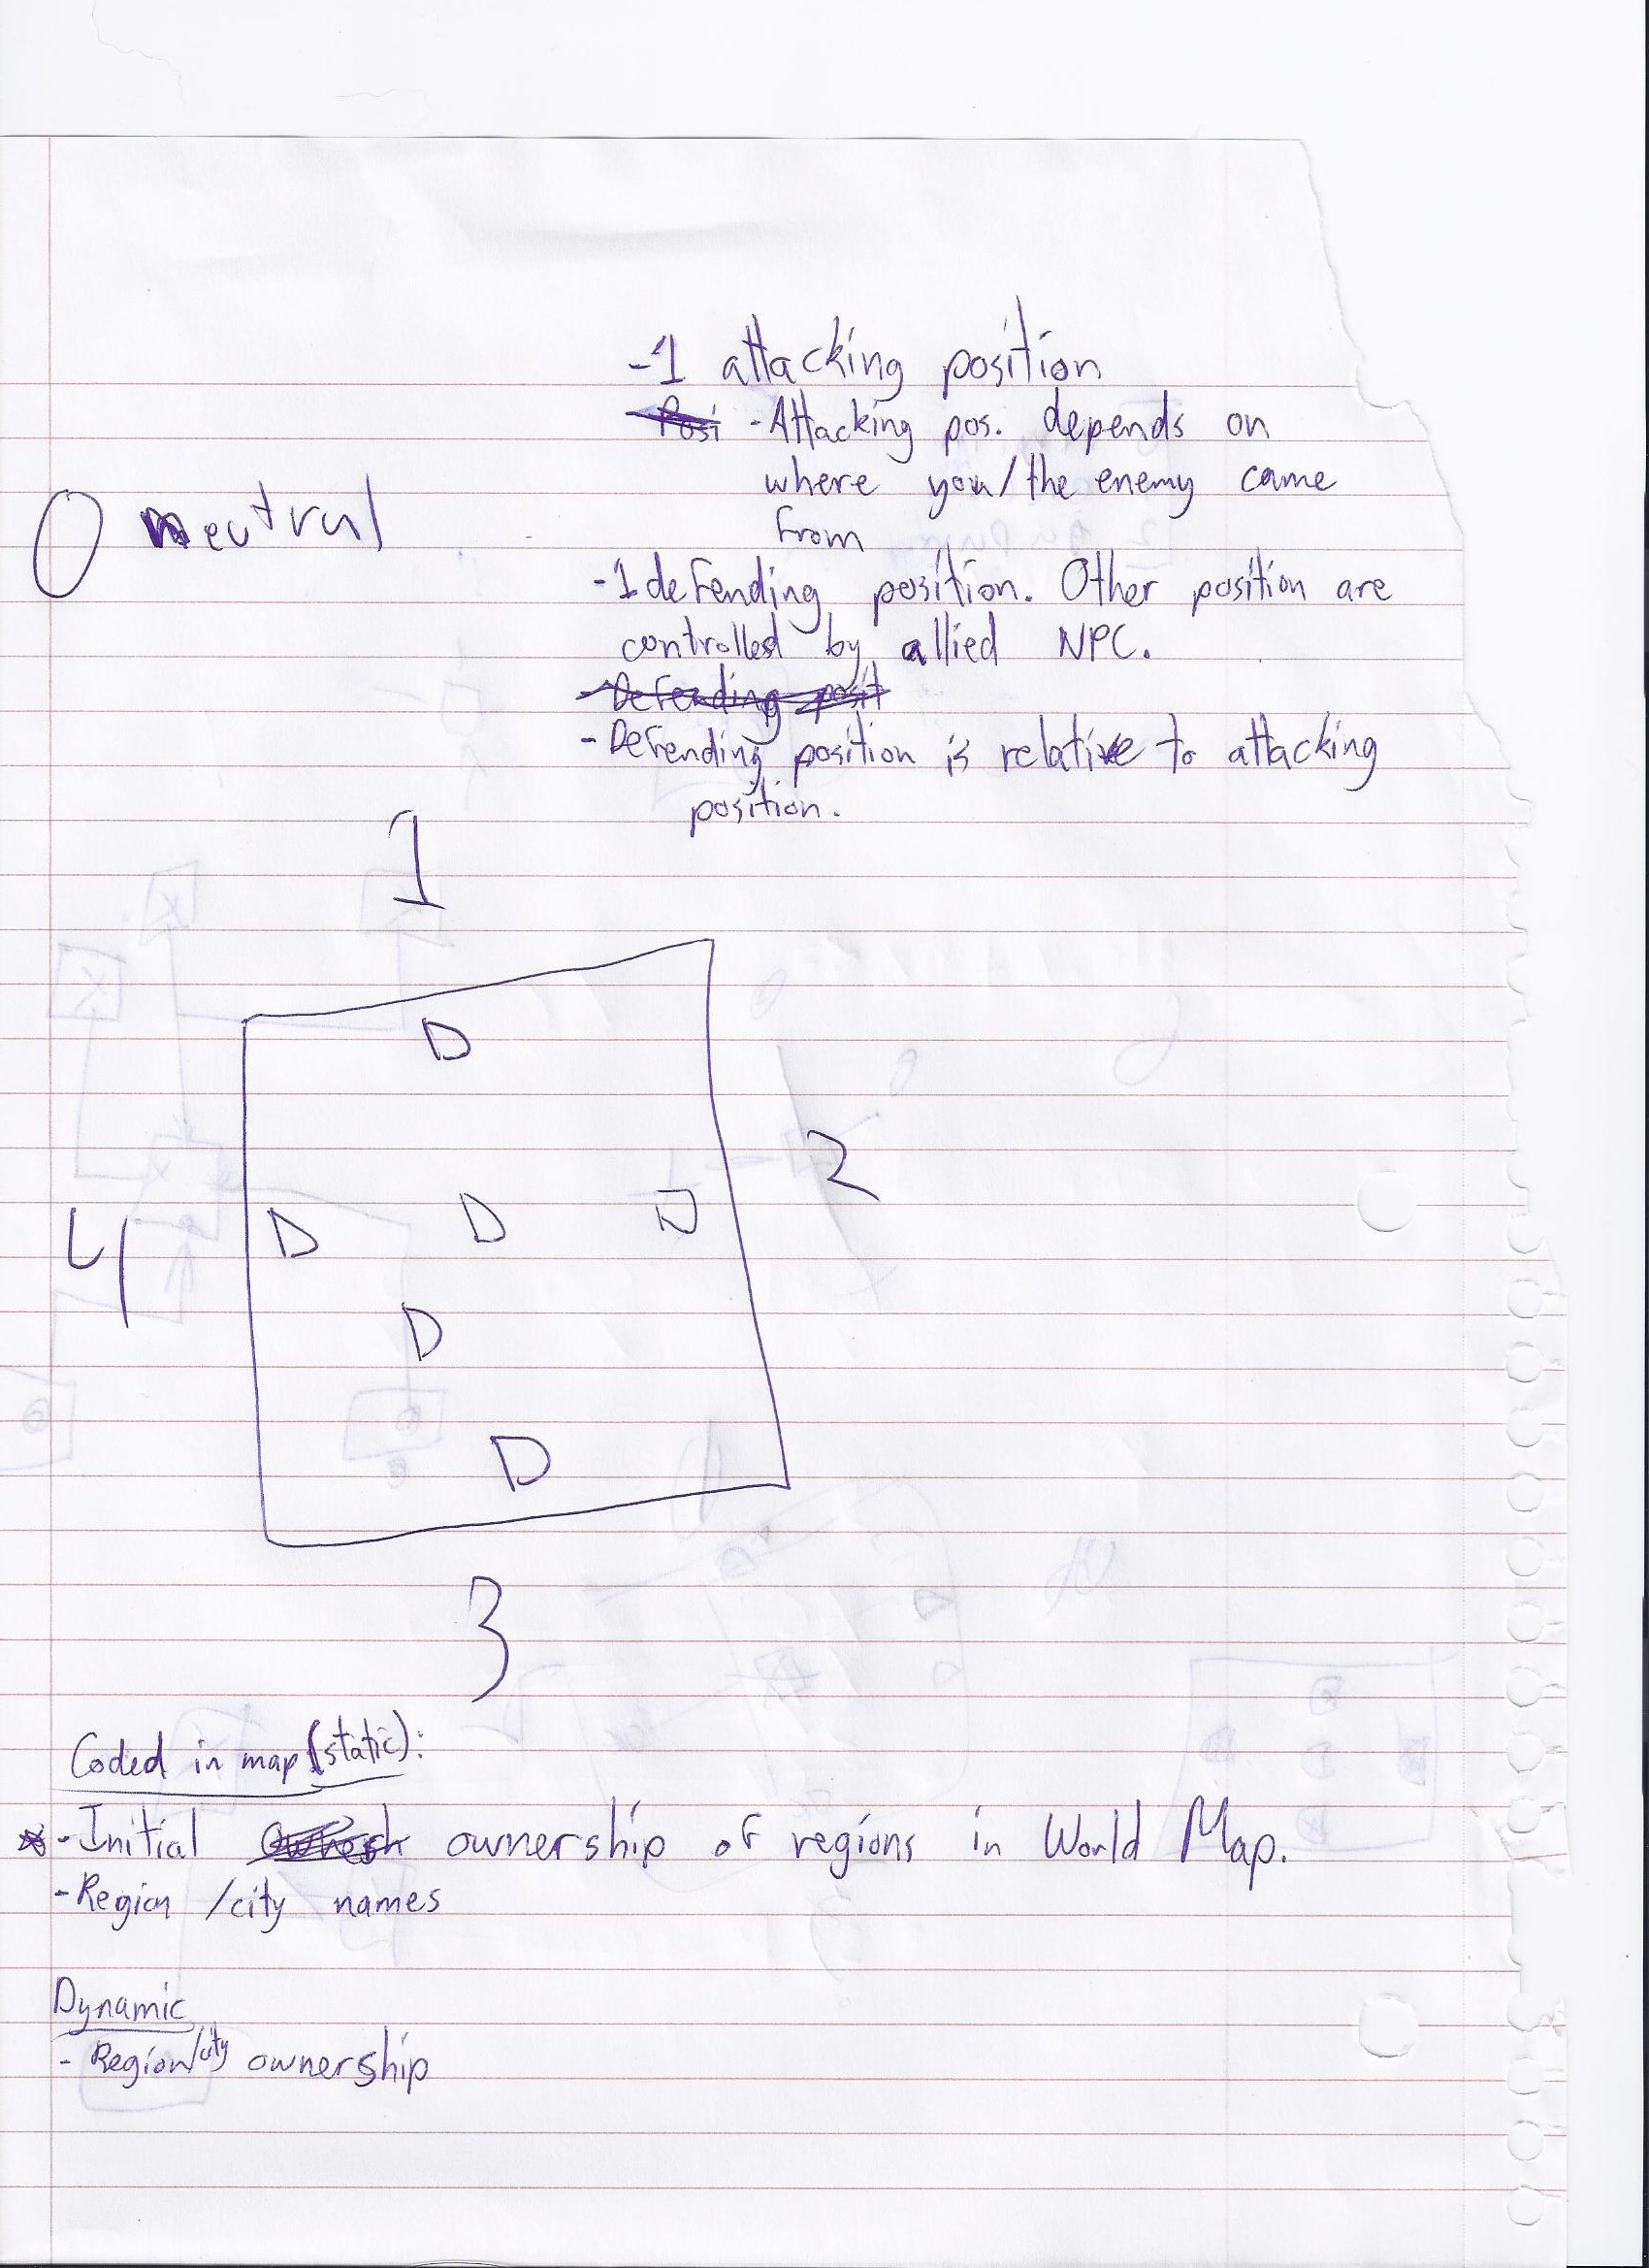 -1 attacking position
Posi -Attacking pos. depends on
where you/the enemy came
from
0 neutral
-1 defending position. Other position are
controlled by allied NPC.
-Defending posit
-Defending position is relative to attacking
position.
1
D
2
4 D D D
D
D
3
Coded in map (static):
-Initial ownership of regions in World Map.
-Region /city names
Dynamic
- Region/city ownership